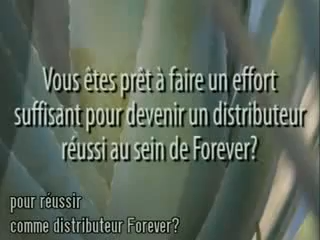 Vous êtes prêt à faire un effort
suffisant pour devenir un distributeur
réussi au sein de Forever?
pour réussir
comme distributeur Forever?